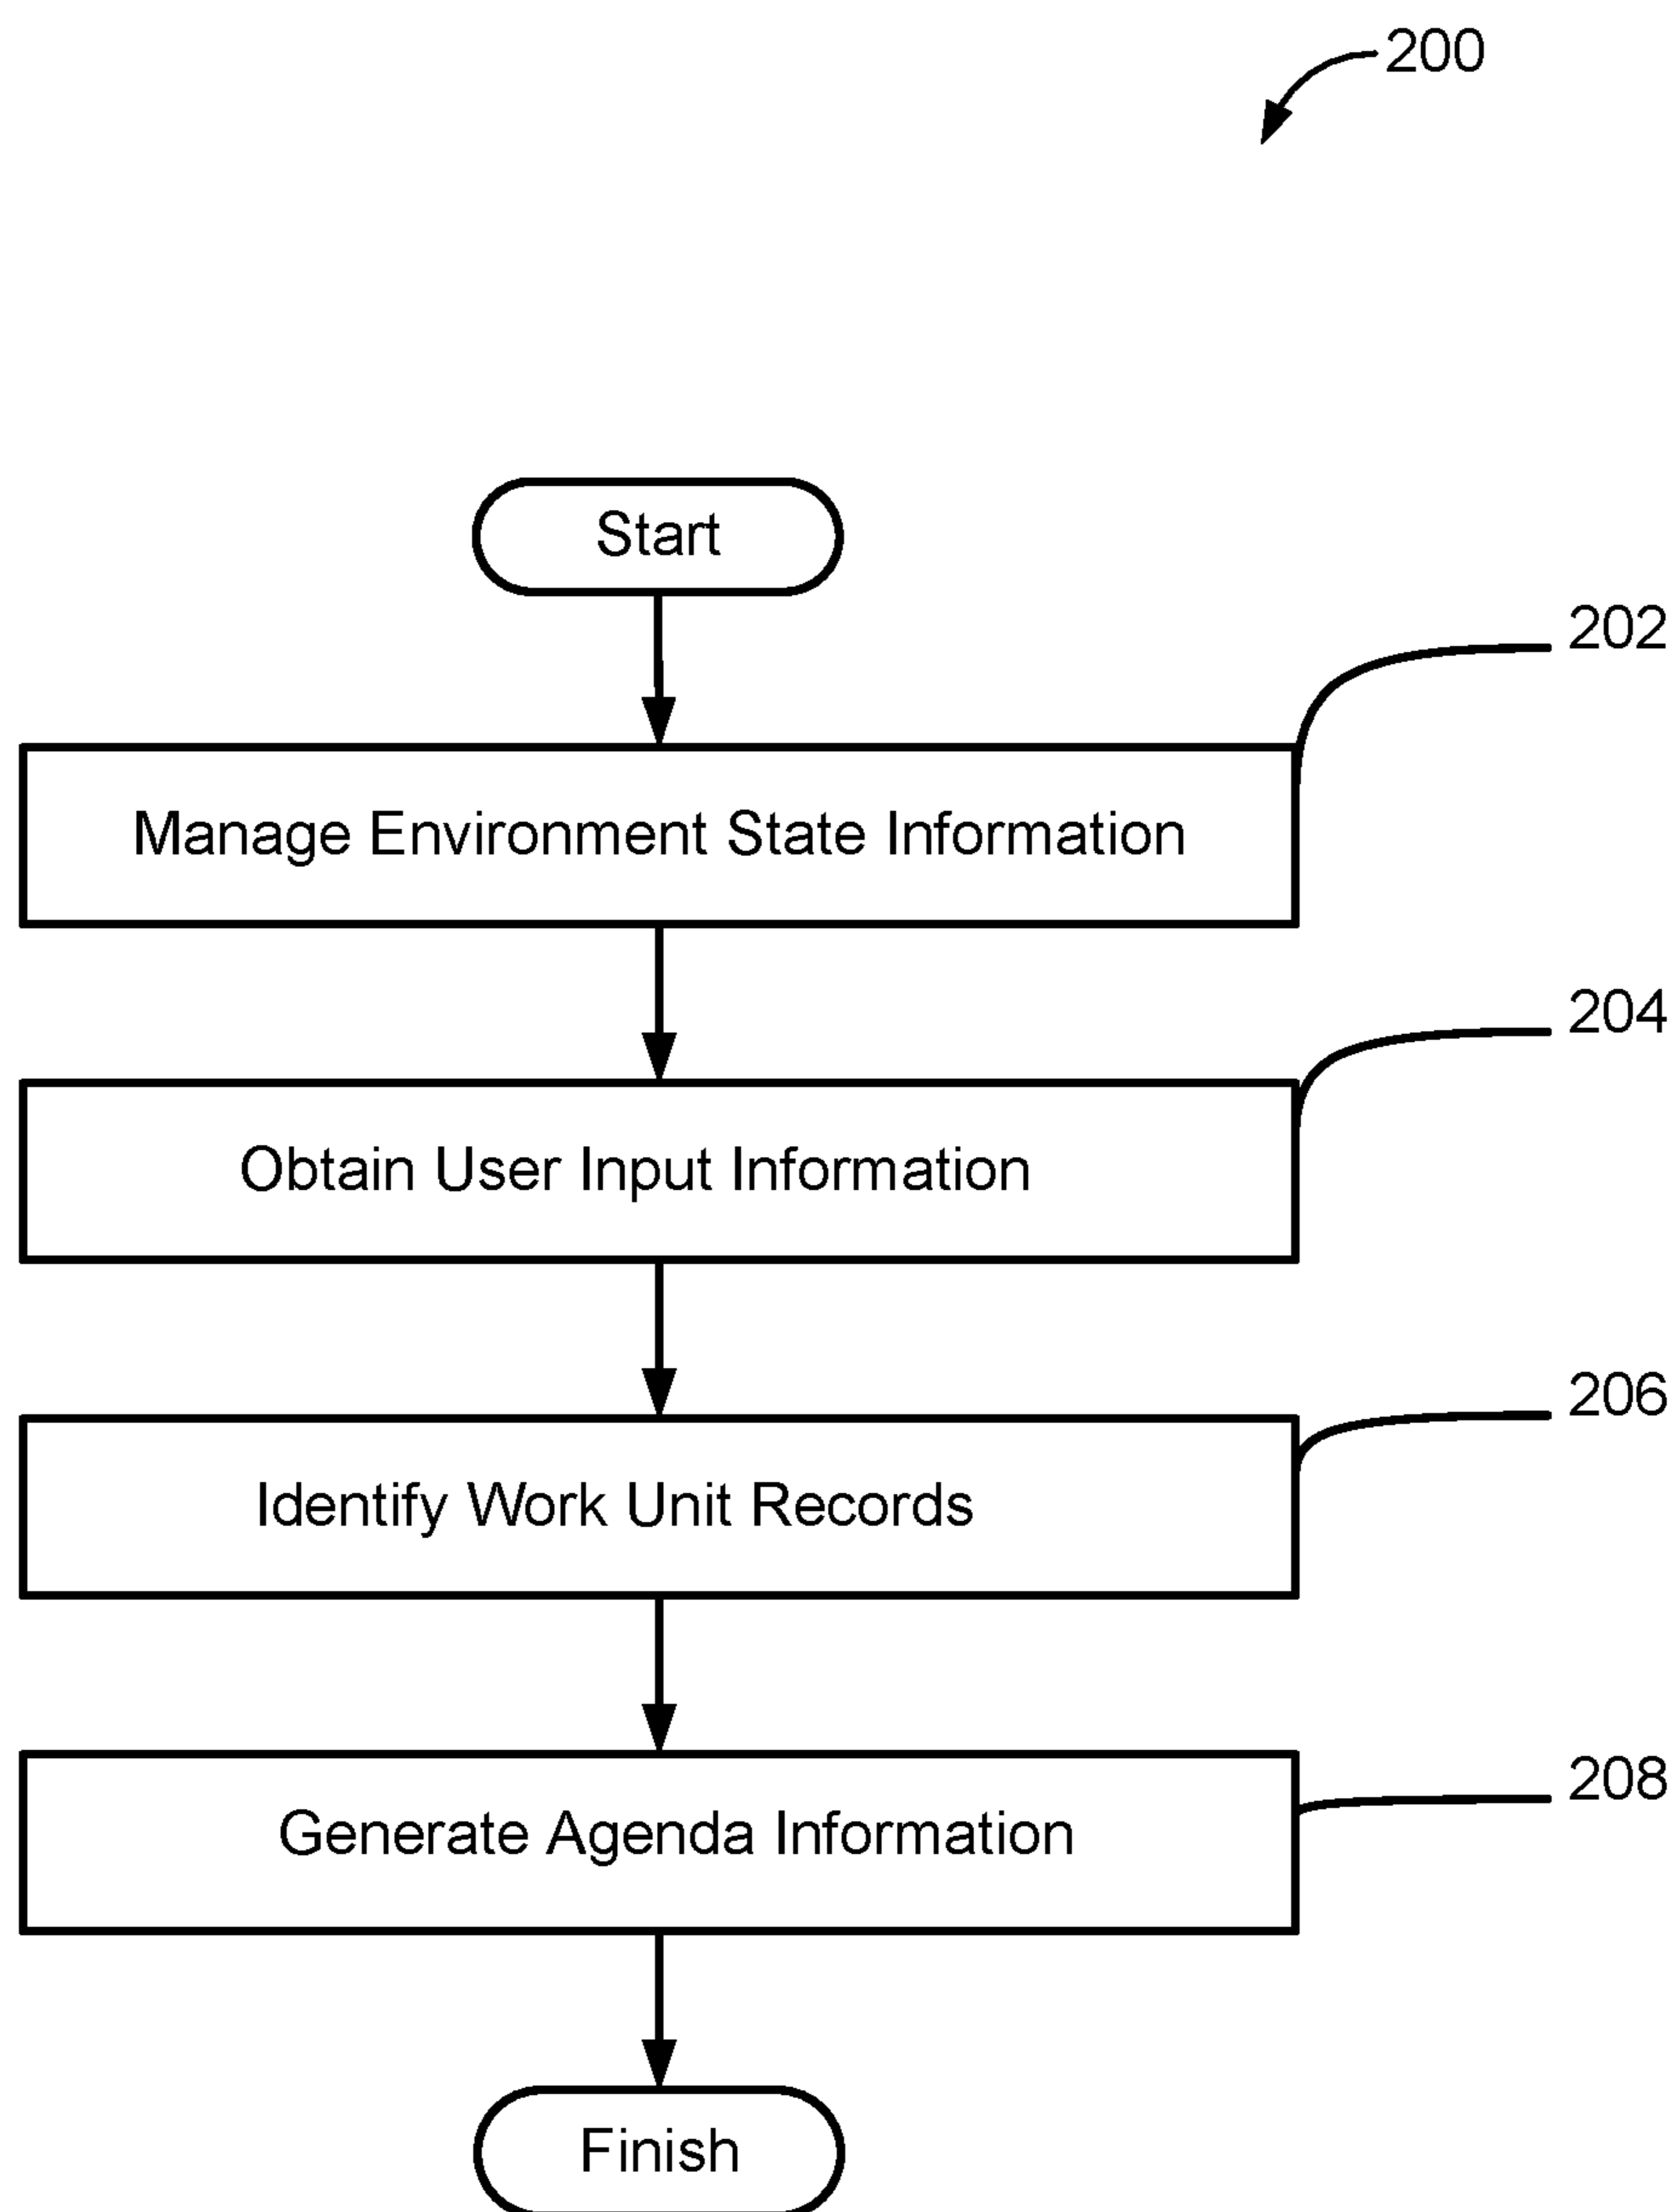 200
Start
202
Manage Environment State Information
204
Obtain User Input Information
206
Identify Work Unit Records
208
Generate Agenda Information
Finish